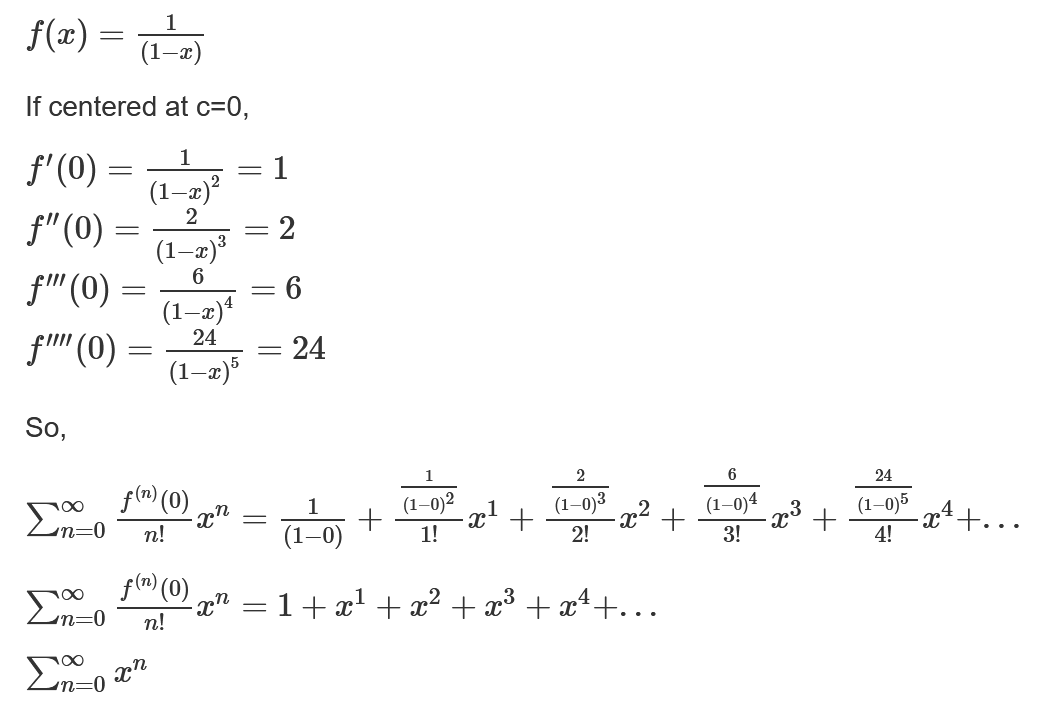 f(x) = \frac{1}{(1-x)}
If centered at c=0,
f'(0) = \frac{1}{(1-x)^2} = 1
f''(0) = \frac{2}{(1-x)^3} = 2
f'''(0) = \frac{6}{(1-x)^4} = 6
f''''(0) = \frac{24}{(1-x)^5} = 24
So,
\sum_{n=0}^{\infty} \frac{f^{(n)}(0)}{n!} x^n = \frac{1}{(1-0)} + \frac{\frac{1}{(1-0)^2}}{1!} x^1 + \frac{\frac{2}{(1-0)^3}}{2!} x^2 + \frac{\frac{6}{(1-0)^4}}{3!} x^3 + \frac{\frac{24}{(1-0)^5}}{4!} x^4 + ...
\sum_{n=0}^{\infty} \frac{f^{(n)}(0)}{n!} x^n = 1 + x^1 + x^2 + x^3 + x^4 + ...
\sum_{n=0}^{\infty} x^n